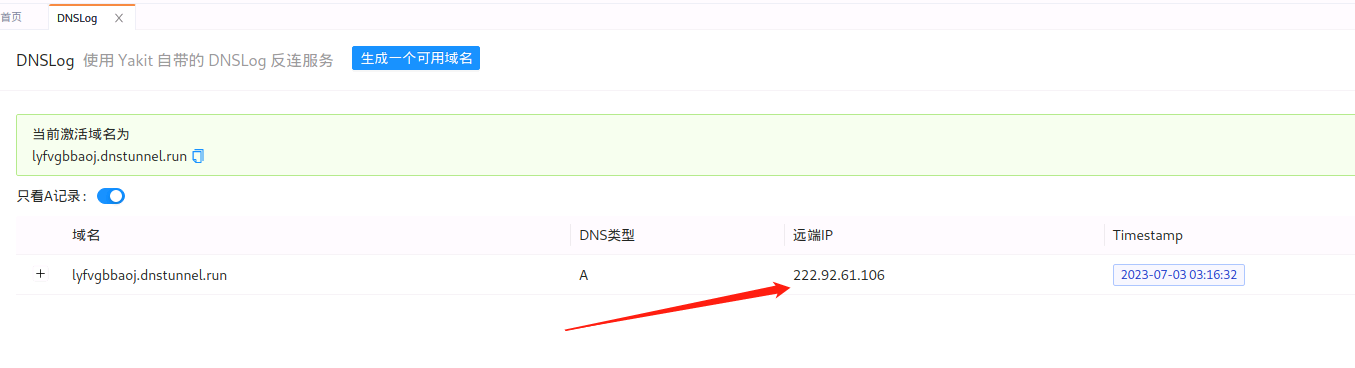 首页 DNSLog
DNSLog 使用 Yakit 自带的 DNSLog 反连服务 生成一个可用域名
当前激活域名为
lyfvgbbaoj.dnstunnel.run
只看A记录：
域名 DNS类型 远端IP Timestamp
lyfvgbbaoj.dnstunnel.run A 222.92.61.106 2023-07-03 03:16:32